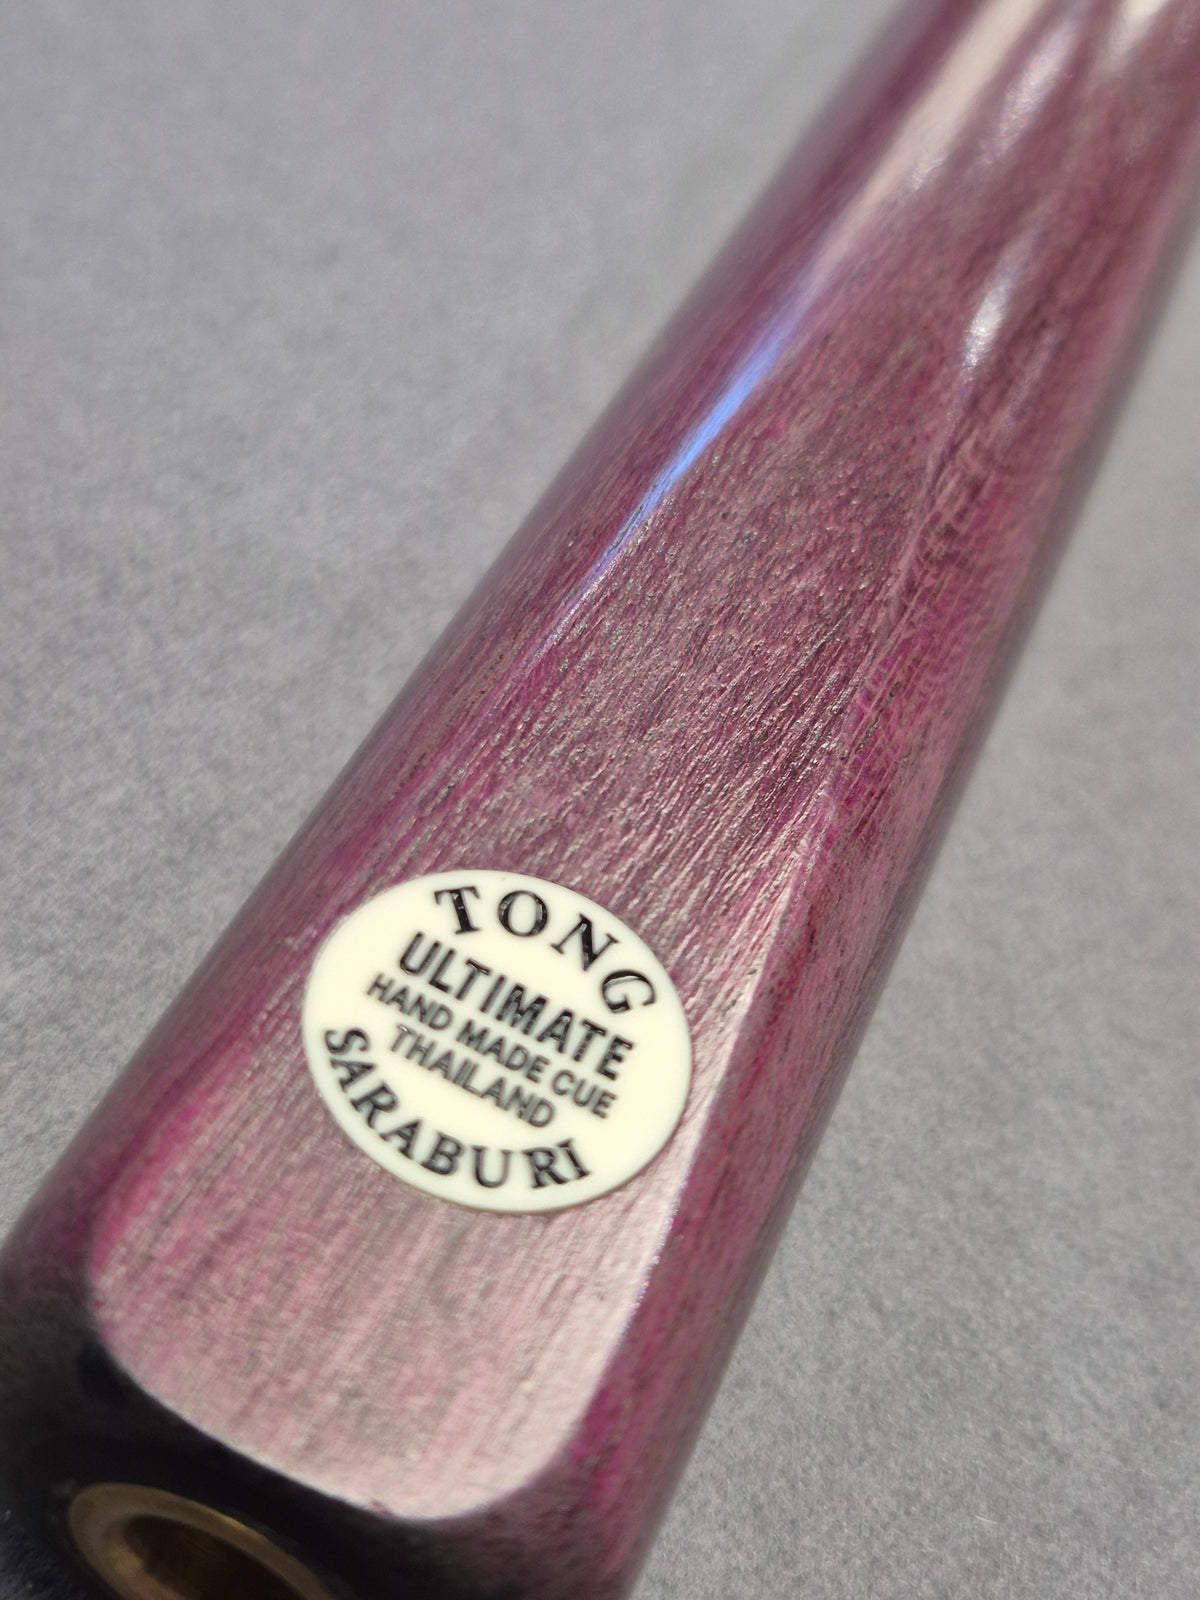 TONG
ULTIMATE
HAND MADE CUE
THAILAND
SARABURI